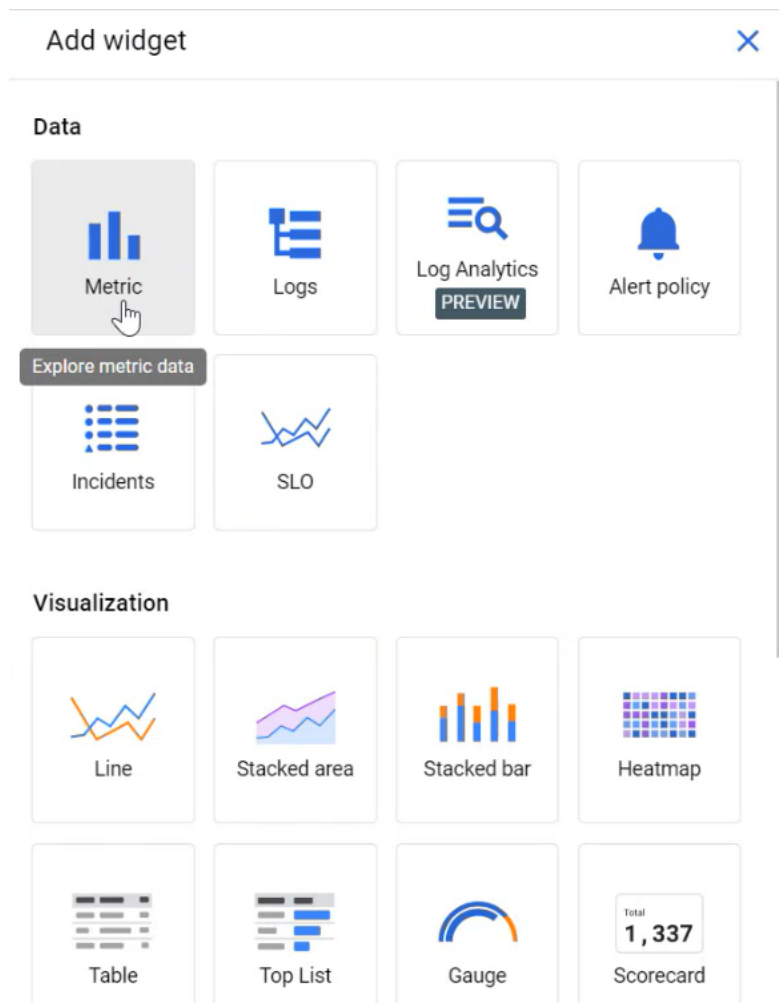 Add widget
Data
Metric
Logs
Log Analytics
PREVIEW
Alert policy
Explore metric data
Incidents
SLO
Visualization
Line
Stacked area
Stacked bar
Heatmap
Table
Top List
Gauge
Total
1,337
Scorecard